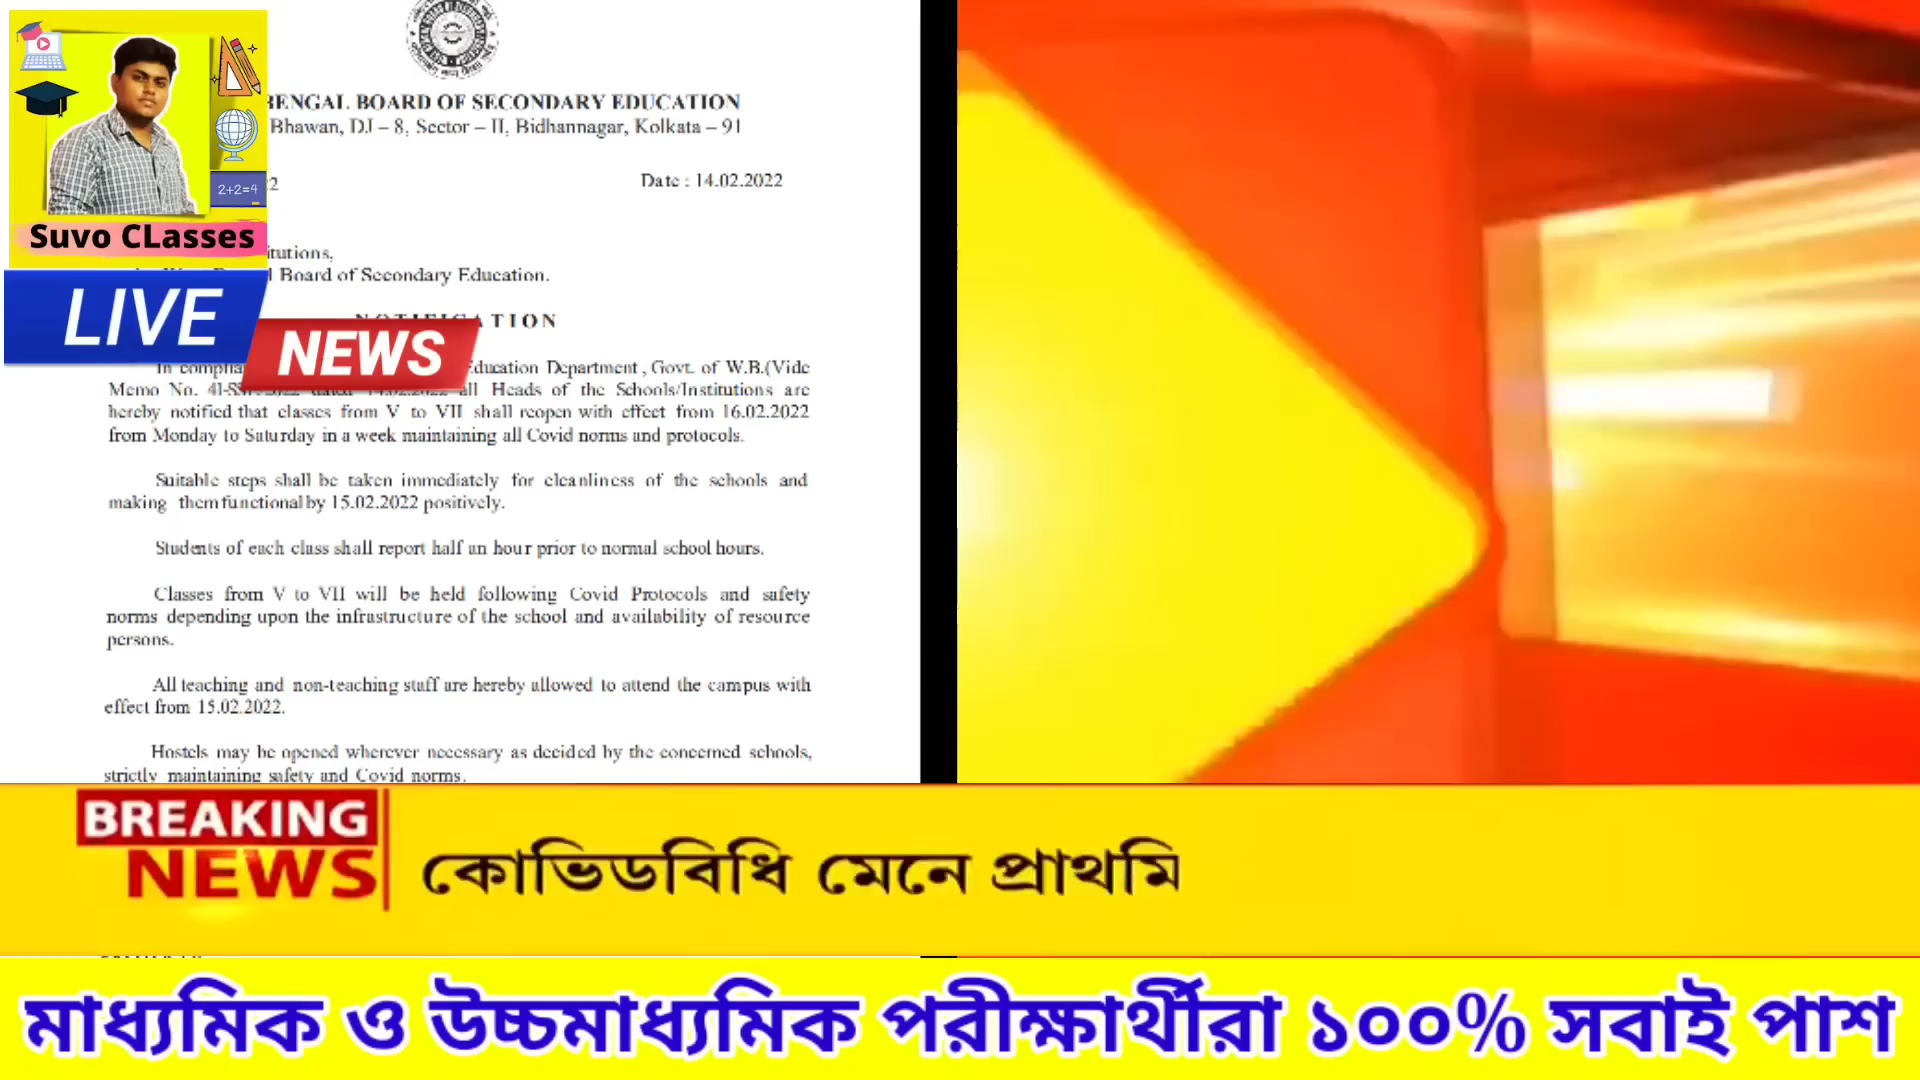 BENGAL BOARD OF SECONDARY EDUCATION
Bhawan, DJ – 8, Sector – II, Bidhannagar, Kolkata – 91
2+2=4
Date : 14.02.2022
Suvo CLasses
Board of Secondary Education.
LIVE
NEWS
NOTIFICATION
In Education Department, Govt. of W.B.(Vide
Memo No. all Heads of the Schools/Institutions are
hereby notified that classes from V to VII shall reopen with effect from 16.02.2022
from Monday to Saturday in a week maintaining all Covid norms and protocols.
Suitable steps shall be taken immediately for cleanliness of the schools and
making them functional by 15.02.2022 positively.
Students of each class shall report half an hour prior to normal school hours.
Classes from V to VII will be held following Covid Protocols and safety
norms depending upon the infrastructure of the school and availability of resource
persons.
All teaching and non-teaching staff are hereby allowed to attend the campus with
effect from 15.02.2022.
Hostels may be opened wherever necessary as decided by the concerned schools,
strictly maintaining safety and Covid norms.
BREAKING
NEWS
কোভিডবিধি মেনে প্রাথমি
মাধ্যমিক ও উচ্চমাধ্যমিক পরীক্ষার্থীরা ১০০% সবাই পাশ